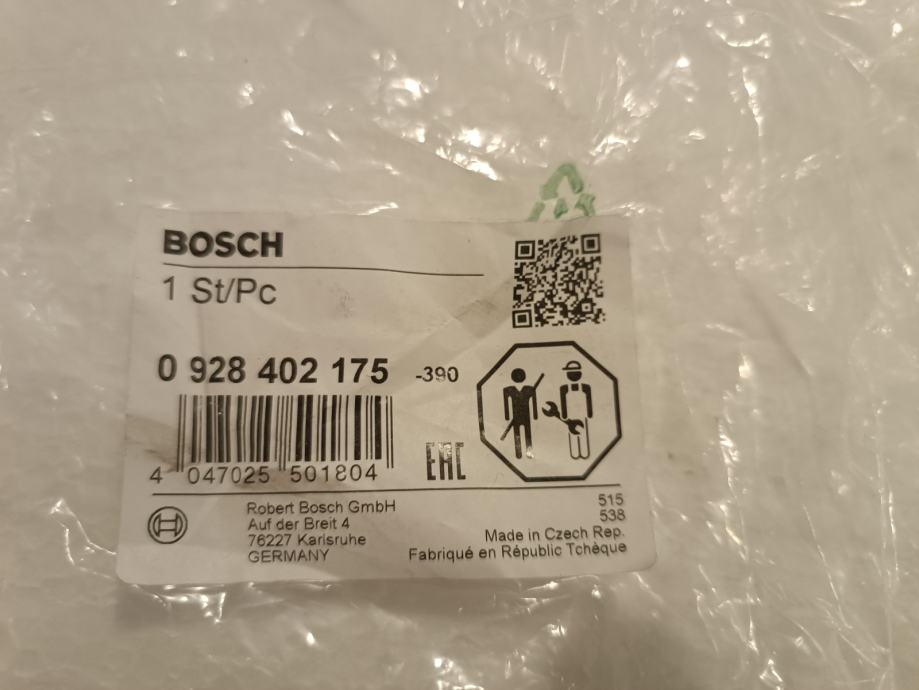 BOSCH
1 St/Pc
0 928 402 175 -390
4 047025 501804
EAC
Robert Bosch GmbH
Auf der Breit 4
76227 Karlsruhe
GERMANY
515
538
Made in Czech Rep.
Fabriqué en Républic Tchèque